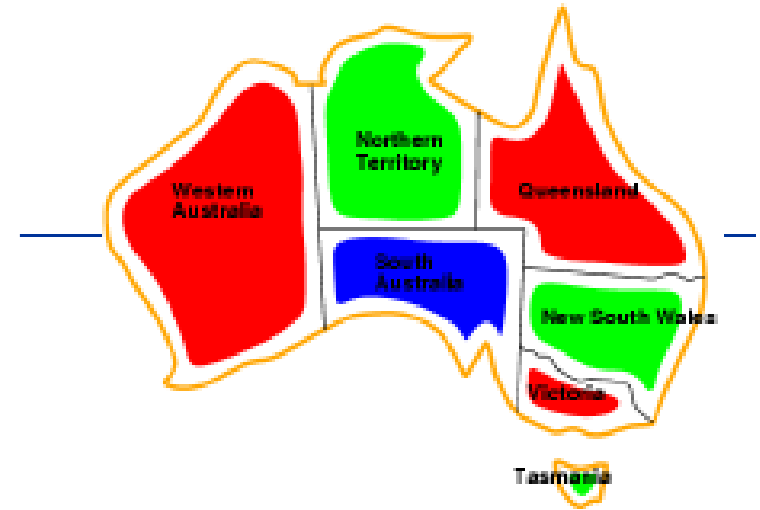 Northern
Territory
Western
Australia
Queensland
South
Australia
New South Wales
Victoria
Tasmania